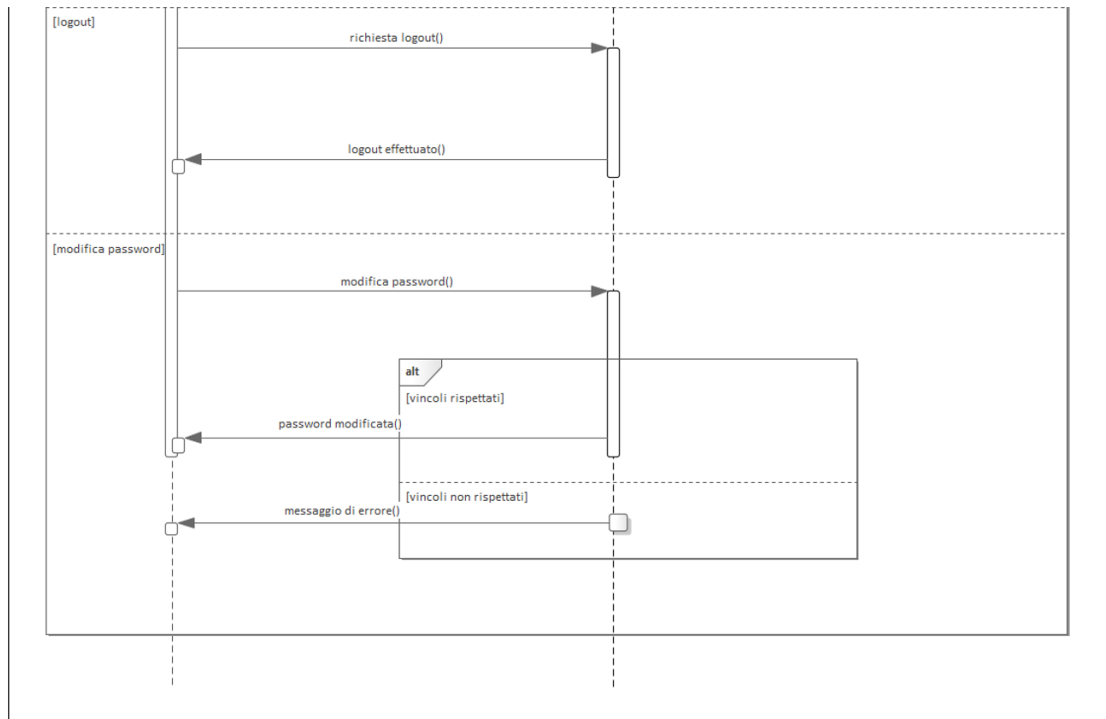 [logout]
richiesta logout()
logout effettuato()
[modifica password]
modifica password()
alt
[vincoli rispettati]
password modificata()
[vincoli non rispettati]
messaggio di errore()